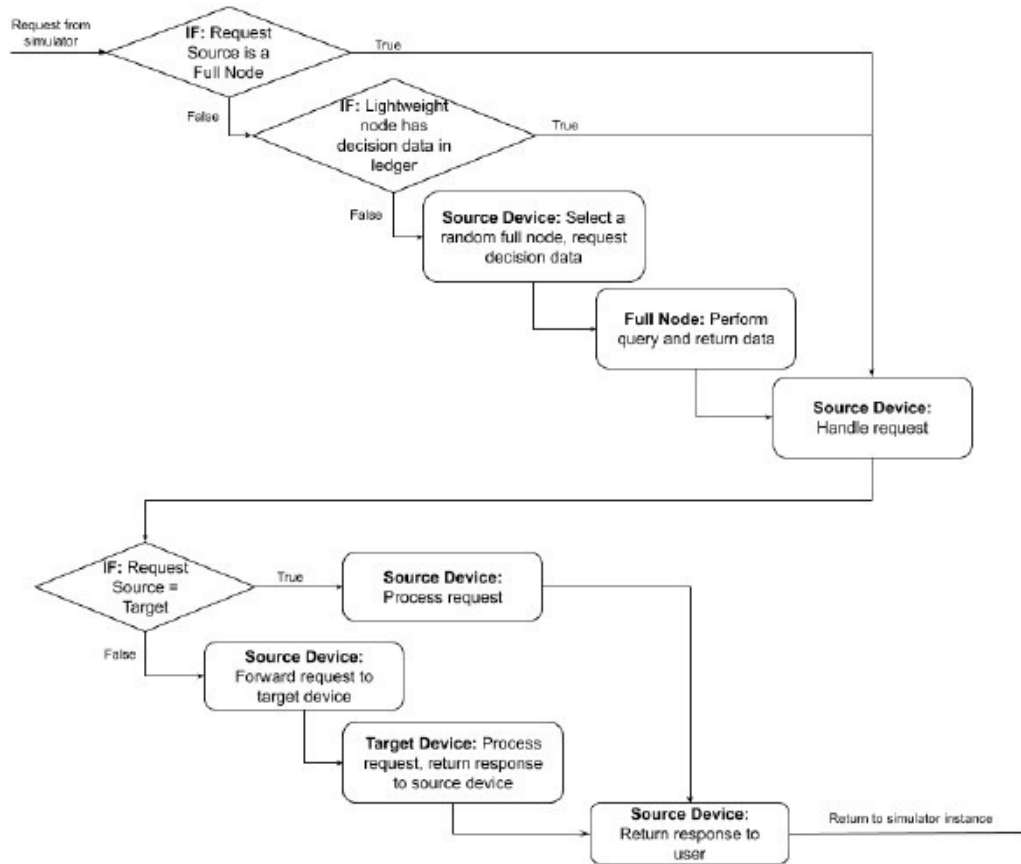 Request from
simulator
IF: Request
Source is a
Full Node
True
False
IF: Lightweight
node has
decision data in
ledger
True
False
Source Device: Select a
random full node, request
decision data
Full Node: Perform
query and return data
Source Device:
Handle request
IF: Request
Source =
Target
True
Source Device:
Process request
False
Source Device:
Forward request to
target device
Target Device: Process
request, return response
to source device
Source Device:
Return response to
user
Return to simulator instance